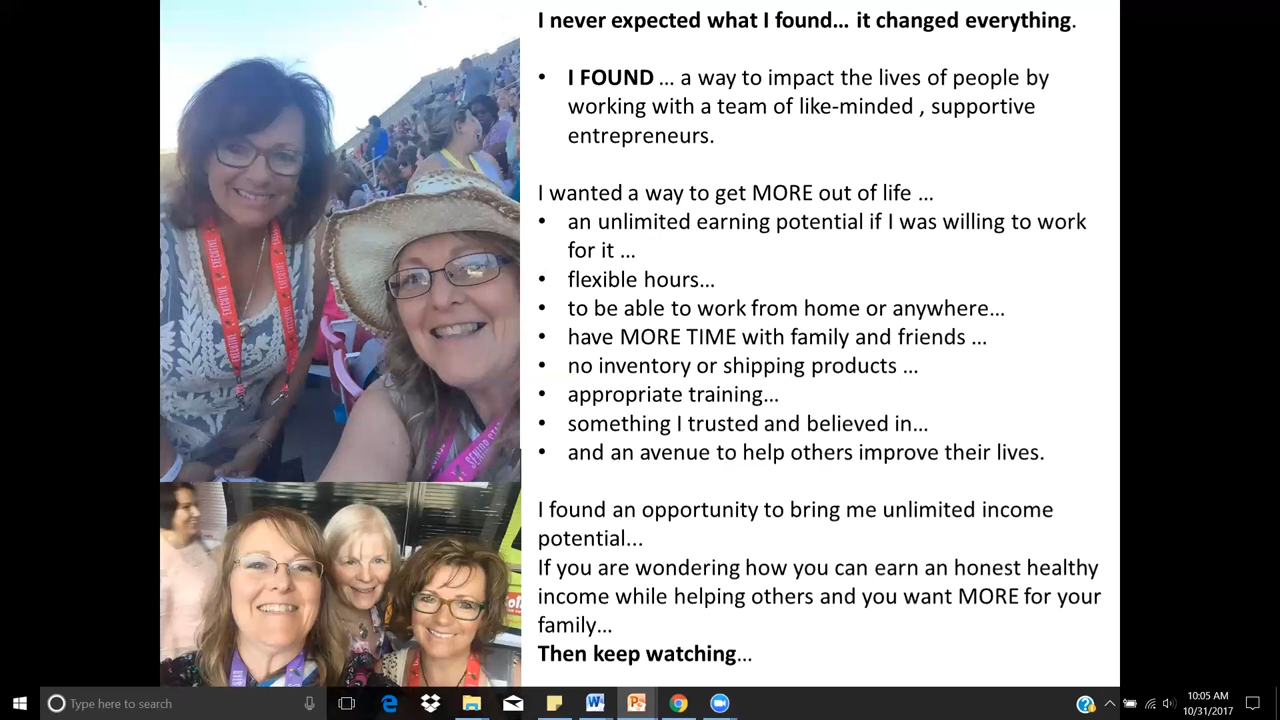 I never expected what I found... it changed everything.
• I FOUND ... a way to impact the lives of people by
working with a team of like-minded , supportive
entrepreneurs.
I wanted a way to get MORE out of life ...
• an unlimited earning potential if I was willing to work
for it ...
• flexible hours...
• to be able to work from home or anywhere...
• have MORE TIME with family and friends ...
• no inventory or shipping products ...
• appropriate training...
• something I trusted and believed in...
• and an avenue to help others improve their lives.
I found an opportunity to bring me unlimited income
potential...
If you are wondering how you can earn an honest healthy
income while helping others and you want MORE for your
family...
Then keep watching...
EXECUTIVE
EXECUTIVE
SENIOR STAR
Type here to search
10:05 AM
10/31/2017